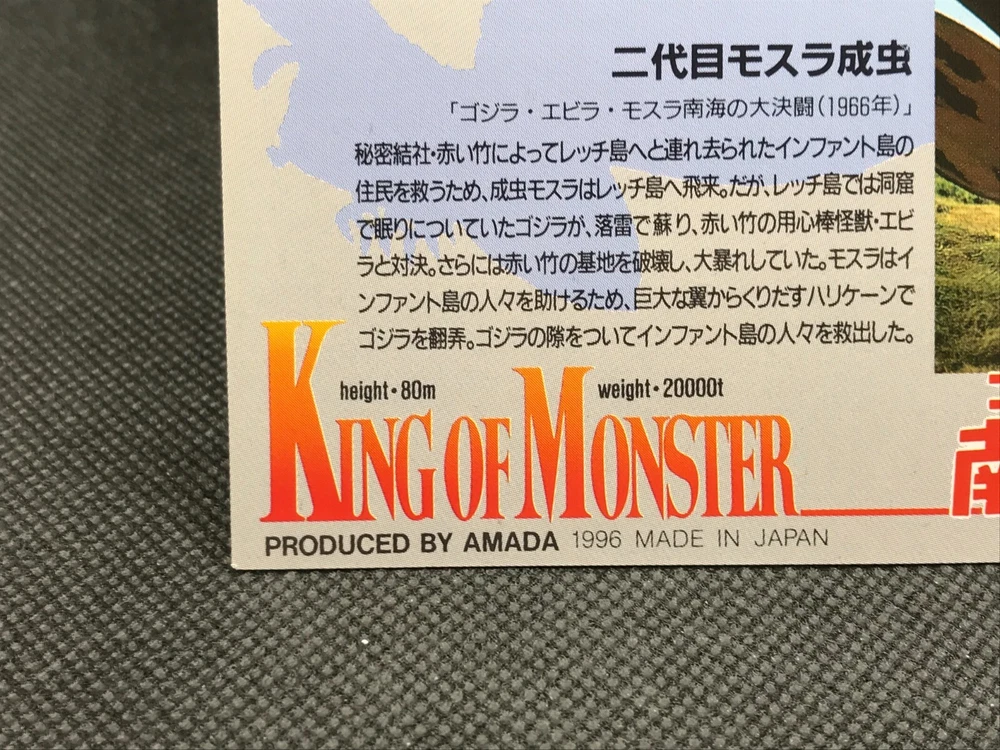 二代目モスラ成虫
「ゴジラ・エビラ・モスラ南海の大決闘(1966年)」
秘密結社・赤い竹によってレッチ島へと連れ去られたインファント島の
住民を救うため、成虫モスラはレッチ島へ飛来。だが、レッチ島では洞窟
で眠りについていたゴジラが、落雷で蘇り、赤い竹の用心棒怪獣・エビ
ラと対決。さらには赤い竹の基地を破壊し、大暴れしていた。モスラはイ
ンファント島の人々を助けるため、巨大な翼からくりだすハリケーンで
ゴジラを翻弄。ゴジラの隙をついてインファント島の人々を救出した。
height・80m weight・20000t
KING OF MONSTER
PRODUCED BY AMADA 1996 MADE IN JAPAN